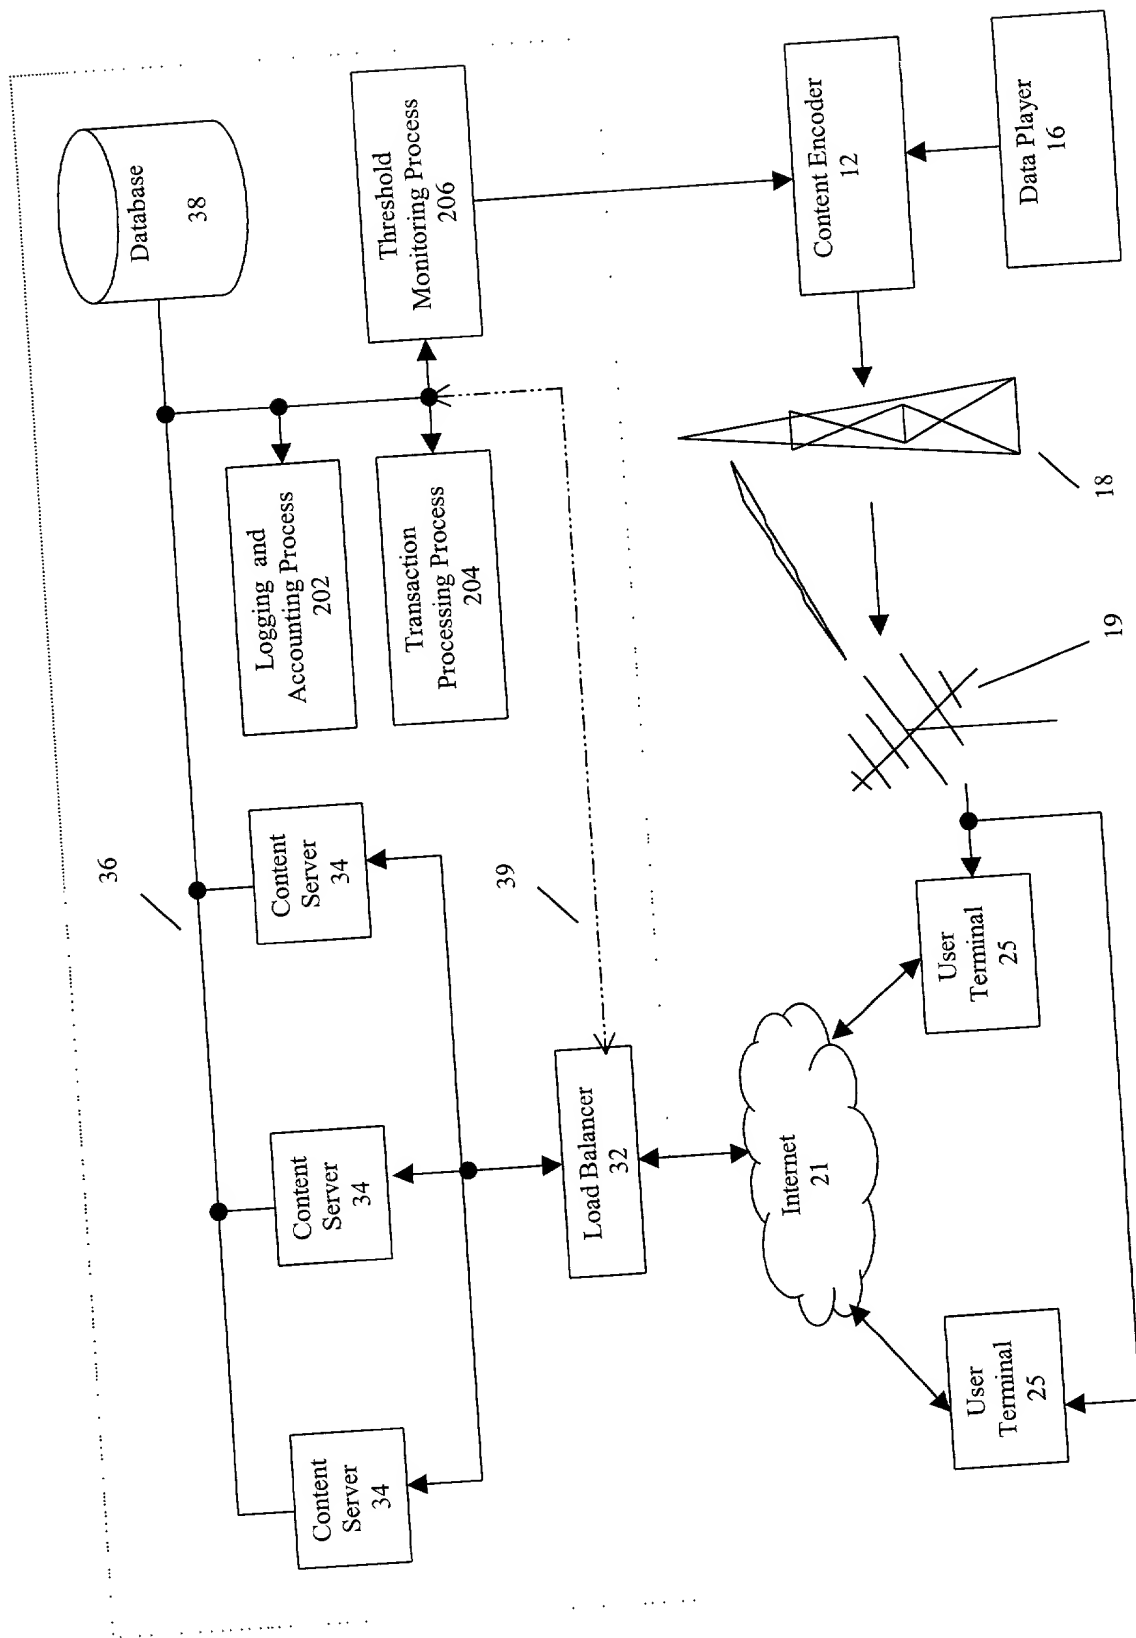 Database
38
Threshold
Monitoring Process
206
Content Encoder
12
Data Player
16
Logging and
Accounting Process
202
Transaction
Processing Process
204
18
19
36
39
Content
Server
34
Content
Server
34
Content
Server
34
Load Balancer
32
Internet
21
User
Terminal
25
User
Terminal
25